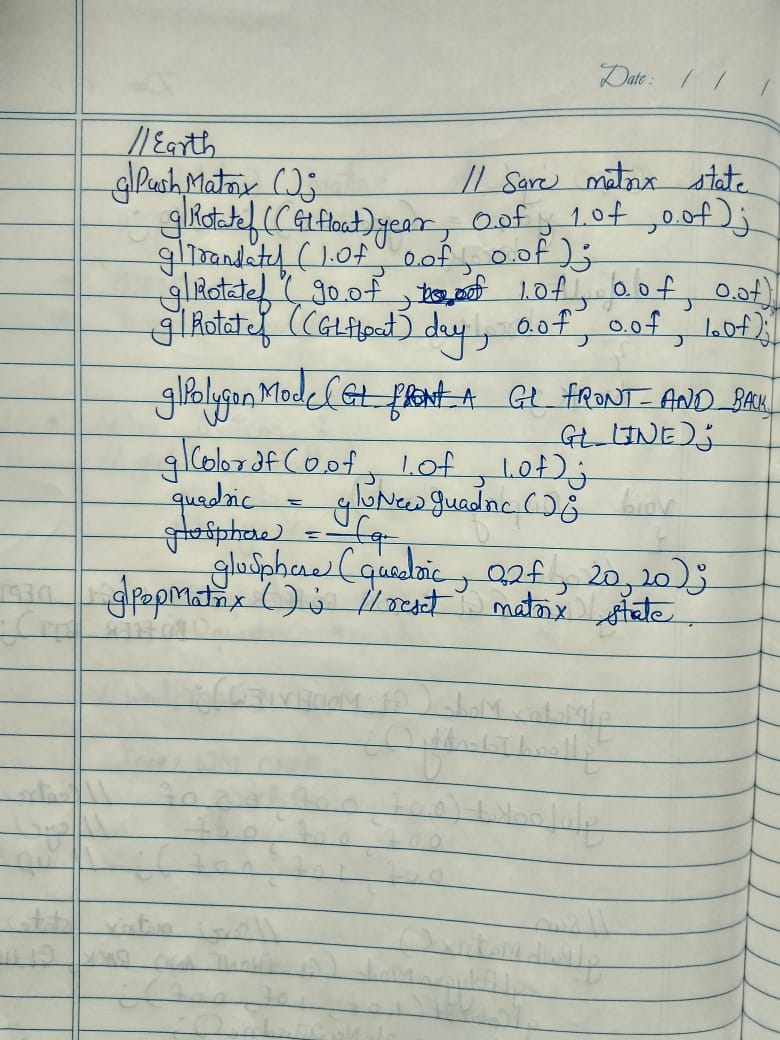 Date: / / /
//Earth
glPushMatrix (); // Save matrix state
glRotatef((GLfloat)year, 0.0f, 1.0f, 0.0f);
glTranslatef (1.0f, 0.0f, 0.0f);
glRotatef (90.0f, 1.0f, 0.0f, 0.0f);
glRotatef ((GLfloat) day, 0.0f, 0.0f, 1.0f);
glPolygonMode(GL_FRONT_A GL_FRONT_AND_BACK,
GL_LINE);
glColor3f(0.0f, 1.0f, 1.0f);
quadric = gluNewQuadric();
gluSphere = (q
gluSphere (quadric, 0.2f, 20, 20);
glPopMatrix (); //reset matrix state.